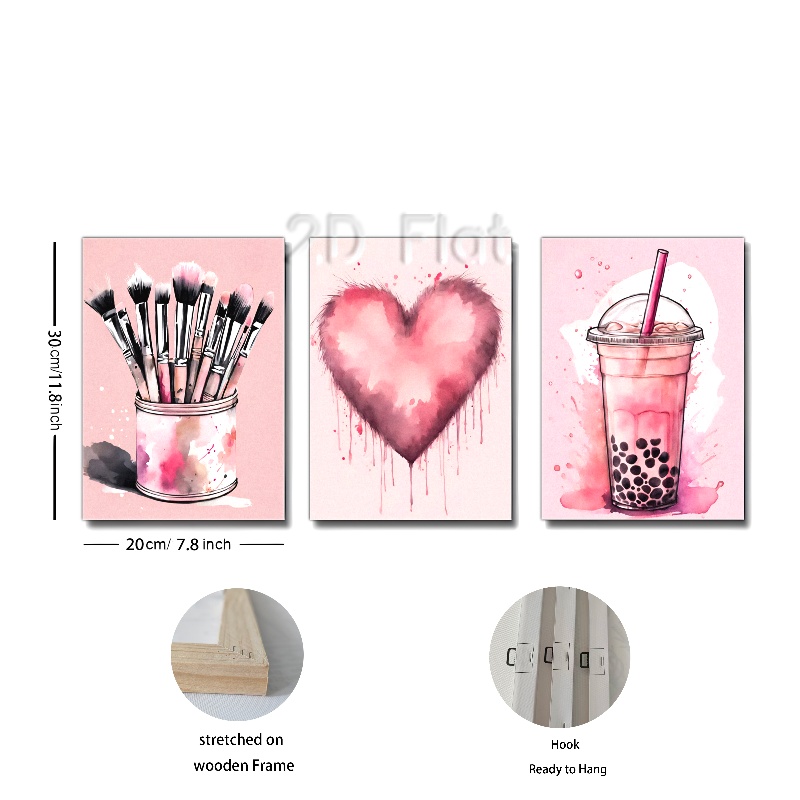 2D Flat
30cm/11.8inch
20cm/ 7.8 inch
stretched on
wooden Frame
Hook
Ready to Hang